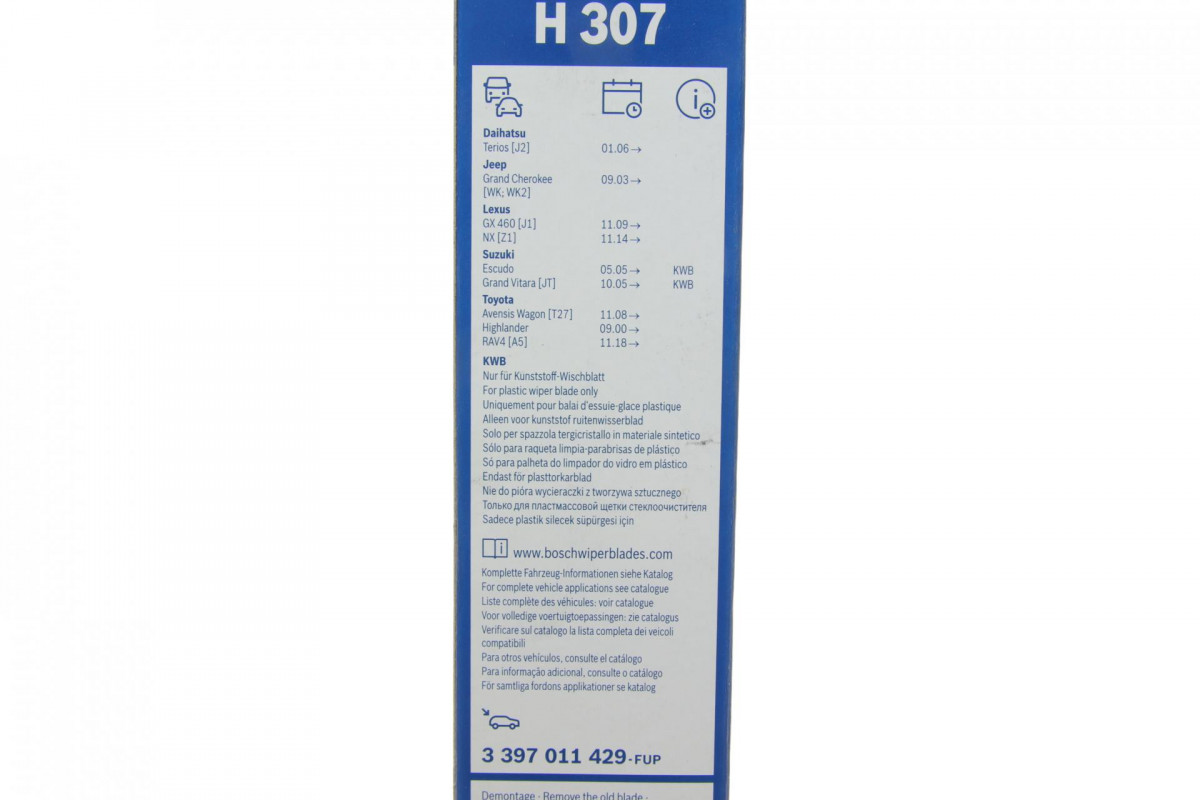 H 307
Daihatsu
Terios [J2] 01.06→
Jeep
Grand Cherokee 09.03→
[WK; WK2]
Lexus
GX 460 [J1] 11.09→
NX [Z1] 11.14→
Suzuki
Escudo 05.05→ KWB
Grand Vitara [JT] 10.05→ KWB
Toyota
Avensis Wagon [T27] 11.08→
Highlander 09.00→
RAV4 [A5] 11.18→
KWB
Nur für Kunststoff-Wischblatt
For plastic wiper blade only
Uniquement pour balai d'essuie-glace plastique
Alleen voor kunststof ruitenwisserblad
Solo per spazzola tergicristallo in materiale sintetico
Sólo para raqueta limpia-parabrisas de plástico
Só para palheta do limpador do vidro em plástico
Endast för plasttorkarblad
Nie do pióra wycieraczki z tworzywa sztucznego
Только для пластмассовой щетки стеклоочистителя
Sadece plastik silecek süpürgesi için
www.boschwiperblades.com
Komplette Fahrzeug-Informationen siehe Katalog
For complete vehicle applications see catalogue
Liste complète des véhicules: voir catalogue
Voor volledige voertuigtoepassingen: zie catalogus
Verificare sul catalogo la lista completa dei veicoli
compatibili
Para otros vehículos, consulte el catálogo
Para informação adicional, consulte o catálogo
För samtliga fordons applikationer se katalog
3 397 011 429-FUP
Demontage · Remove the old blade ·